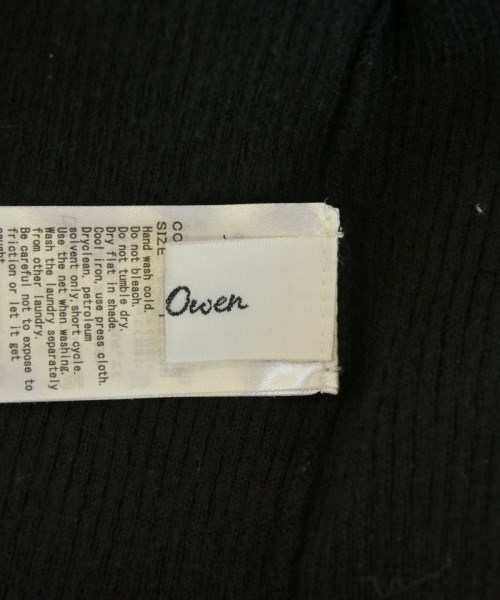 Owen
CO
SIZE
Hand wash cold.
Do not bleach.
Do not tumble dry.
Dry flat in shade.
Cool iron, use press cloth.
Dryclean, petroleum
solvent only,short cycle.
Use the net when washing.
Wash the laundry separately
from other laundry.
Be careful not to expose to
friction or let it get